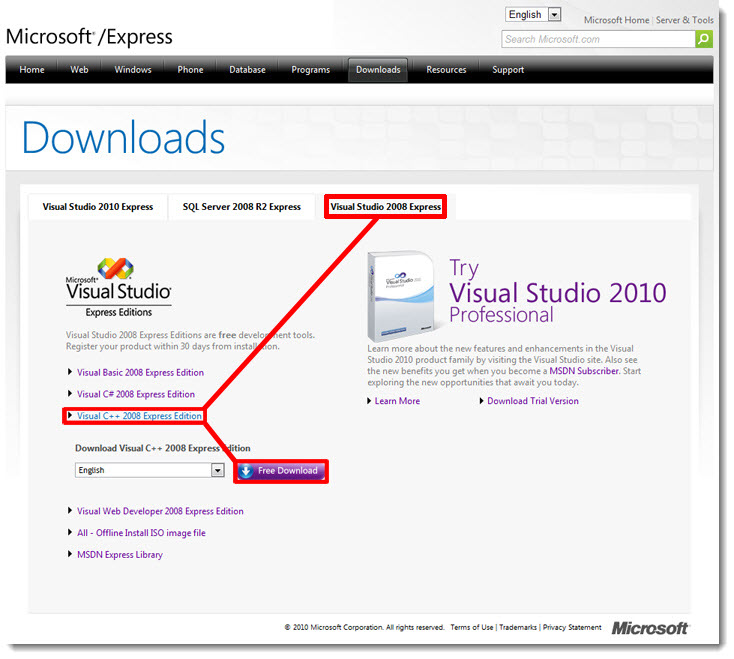 English
Microsoft Home | Server & Tools
Microsoft®/Express
Search Microsoft.com
Home Web Windows Phone Database Programs Downloads Resources Support
Downloads
Visual Studio 2010 Express SQL Server 2008 R2 Express Visual Studio 2008 Express
Microsoft®
Visual Studio®
Express Editions
Visual Studio 2008 Express Editions are free development tools.
Register your product within 30 days from installation.
Visual Basic 2008 Express Edition
Visual C# 2008 Express Edition
Visual C++ 2008 Express Edition
Download Visual C++ 2008 Express Edition
English
Free Download
Visual Web Developer 2008 Express Edition
All - Offline Install ISO image file
MSDN Express Library
Visual Studio
Try
Visual Studio 2010
Professional
Learn more about the new features and enhancements in the Visual
Studio 2010 product family by visiting the Visual Studio site. Also see
the new benefits you get when you become a MSDN Subscriber. Start
exploring the new opportunities that await you today.
Learn More Download Trial Version
© 2010 Microsoft Corporation. All rights reserved. Terms of Use | Trademarks | Privacy Statement Microsoft®